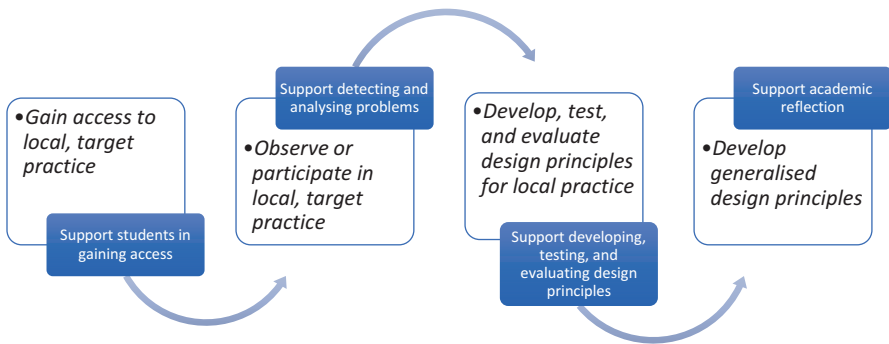 •Gain access to
local, target
practice
Support students in
gaining access
Support detecting and
analysing problems
•Observe or
participate in
local, target
practice
•Develop, test,
and evaluate
design principles
for local practice
Support developing,
testing, and
evaluating design
principles
Support academic
reflection
•Develop
generalised
design principles